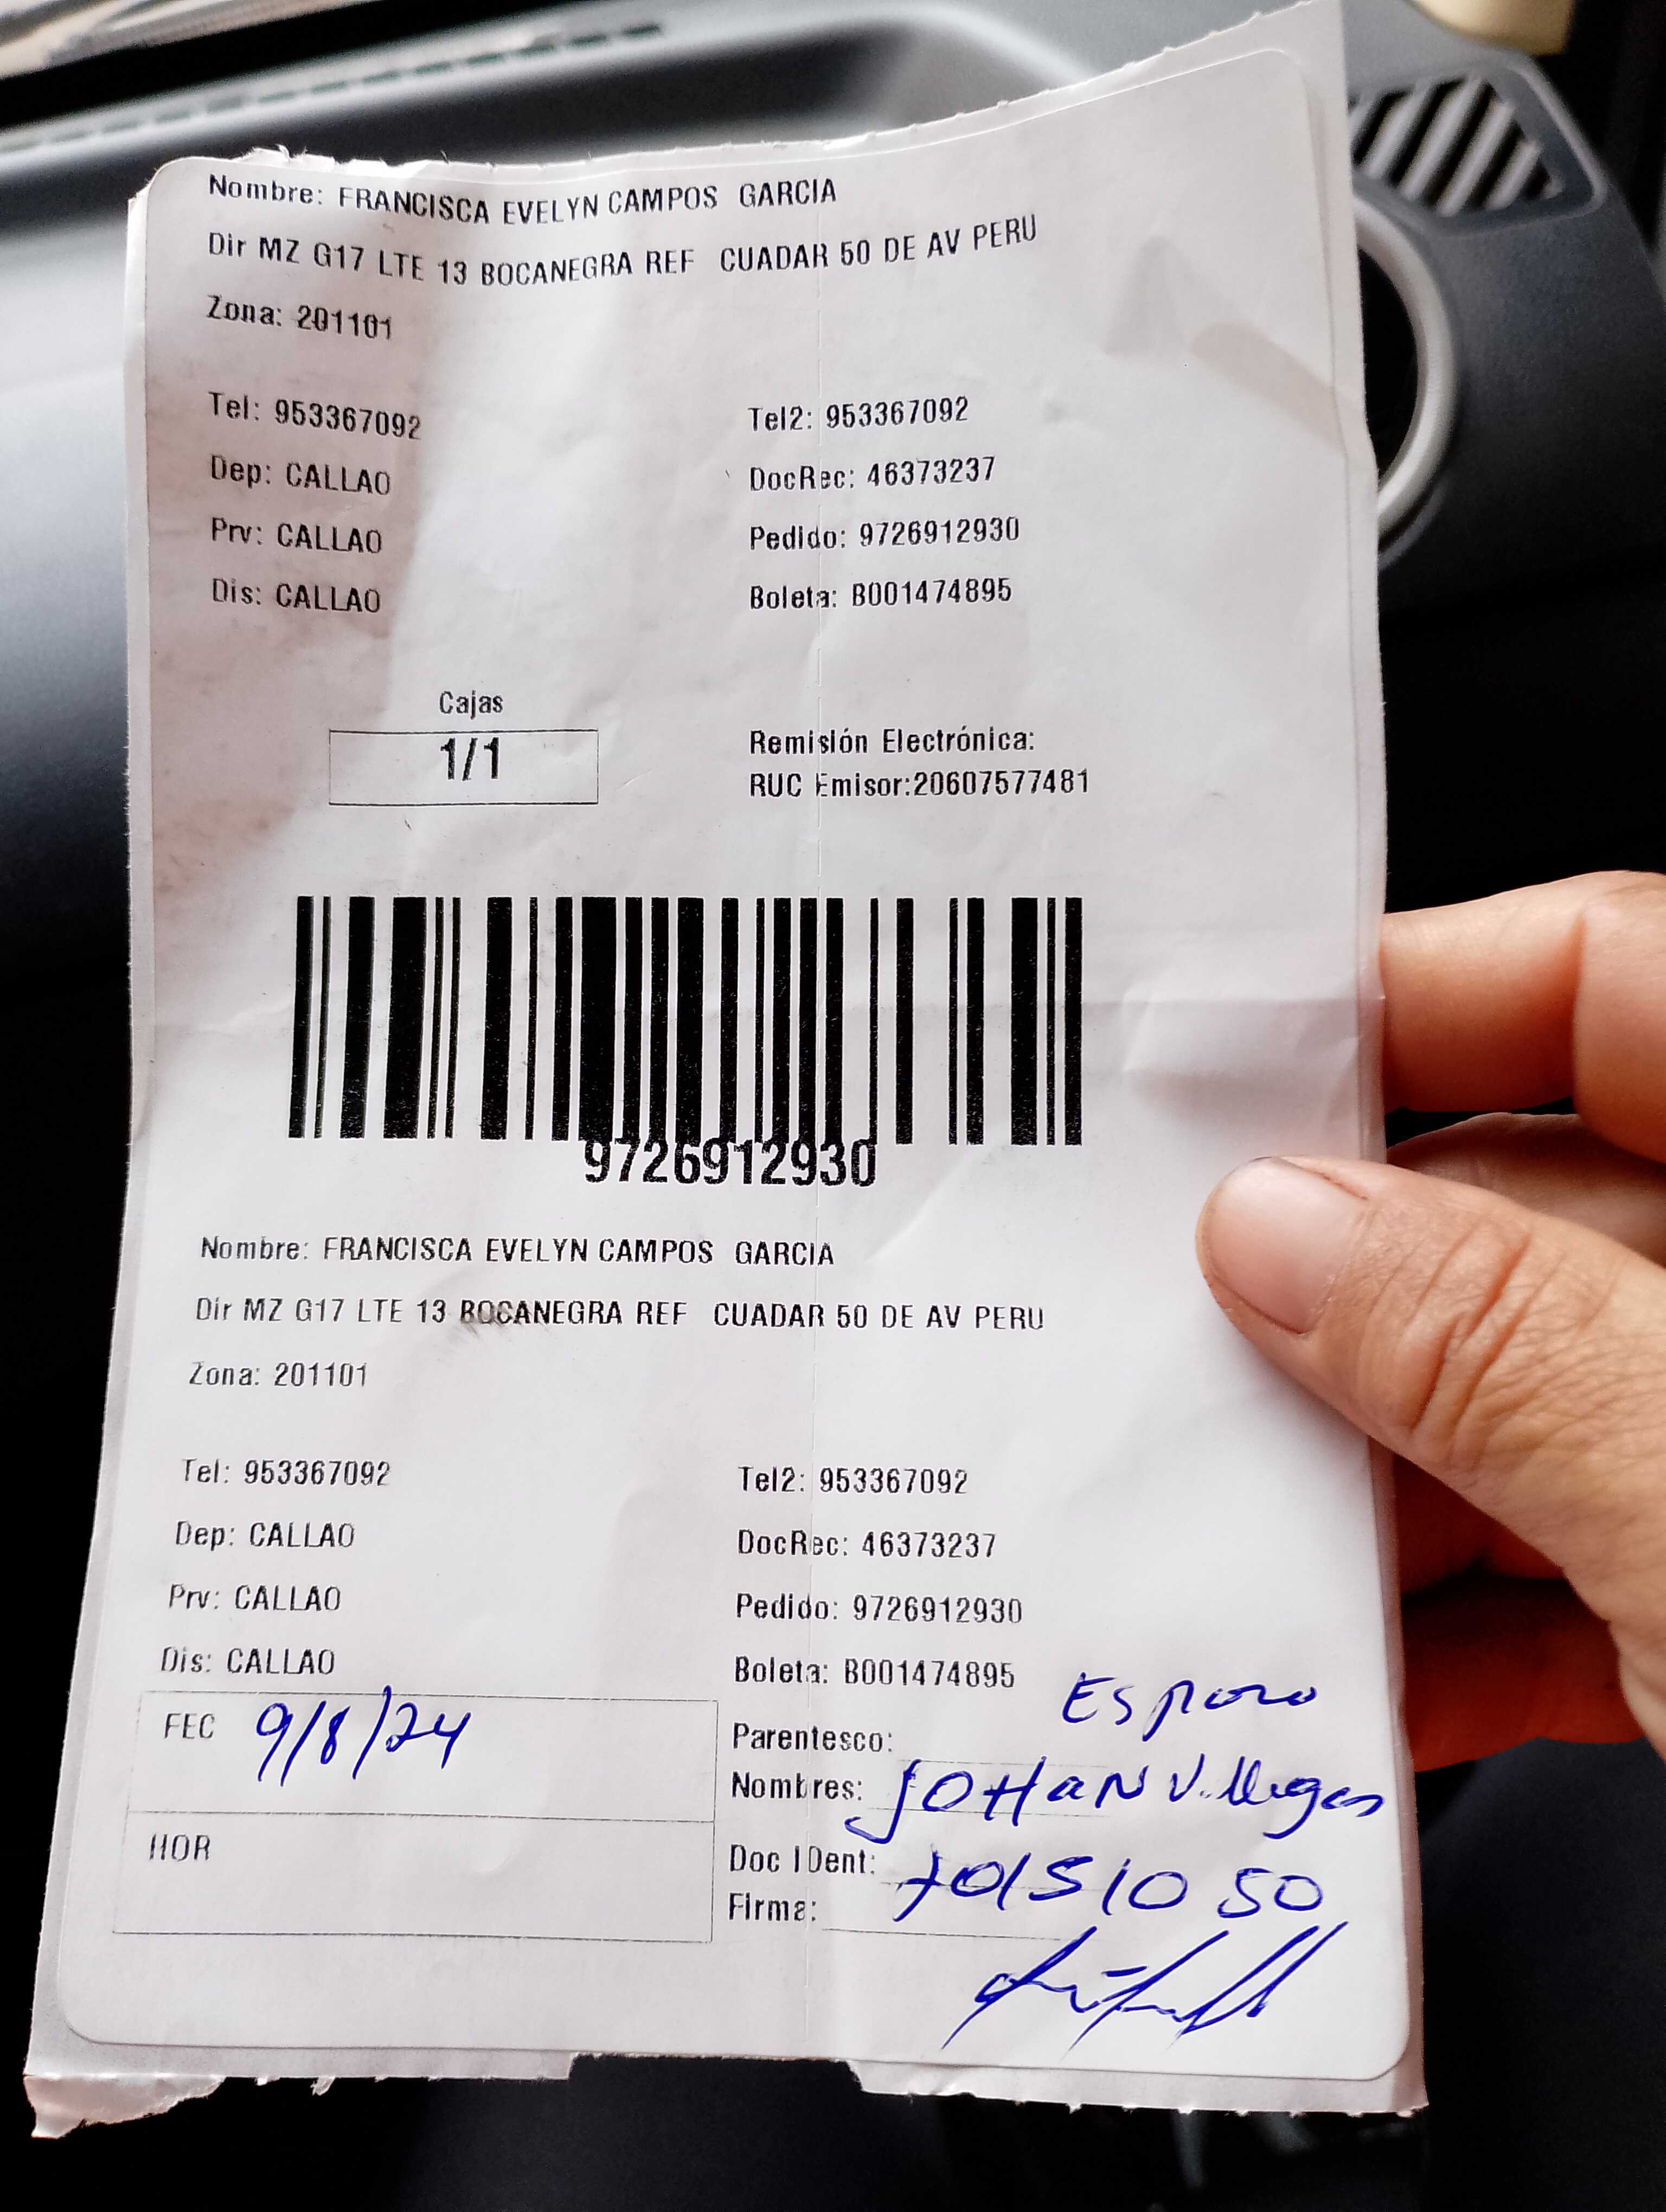 Nombre: FRANCISCA EVELYN CAMPOS GARCIA
Dir MZ G17 LTE 13 BOCANEGRA REF CUADAR 50 DE AV PERU
Zona: 201101
Tel: 953367092 Tel2: 953367092
Dep: CALLAO DocRec: 46373237
Prv: CALLAO Pedido: 9726912930
Dis: CALLAO Boleta: B001474895
Cajas
1/1
Remisión Electrónica:
RUC Emisor:20607577481
9726912930
Nombre: FRANCISCA EVELYN CAMPOS GARCIA
Dir MZ G17 LTE 13 BOCANEGRA REF CUADAR 50 DE AV PERU
Zona: 201101
Tel: 953367092 Tel2: 953367092
Dep: CALLAO DocRec: 46373237
Prv: CALLAO Pedido: 9726912930
Dis: CALLAO Boleta: B001474895
FEC 9/8/24
Parentesco: Esposo
Nombres: JOHAN Villegas
HOR
Doc IDent: 70151050
Firma: